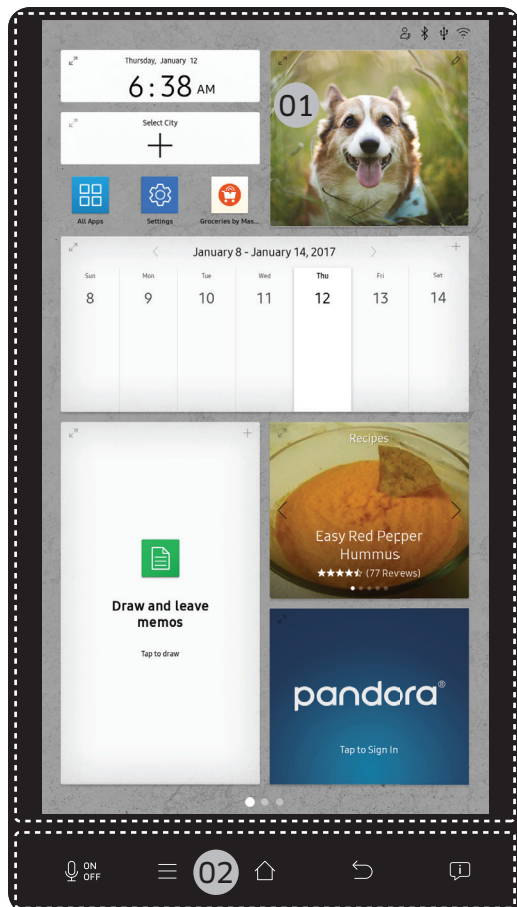 Thursday, January 12
6:38 AM
01
Select City
All Apps
Settings
Groceries by Mas...
January 8 - January 14, 2017
Sun Mon Tue Wed Thu Fri Sat
8 9 10 11 12 13 14
Draw and leave
memos
Tap to draw
Recipes
Easy Red Pepper
Hummus
(77 Reviews)
pandora®
Tap to Sign In
ON
OFF
02